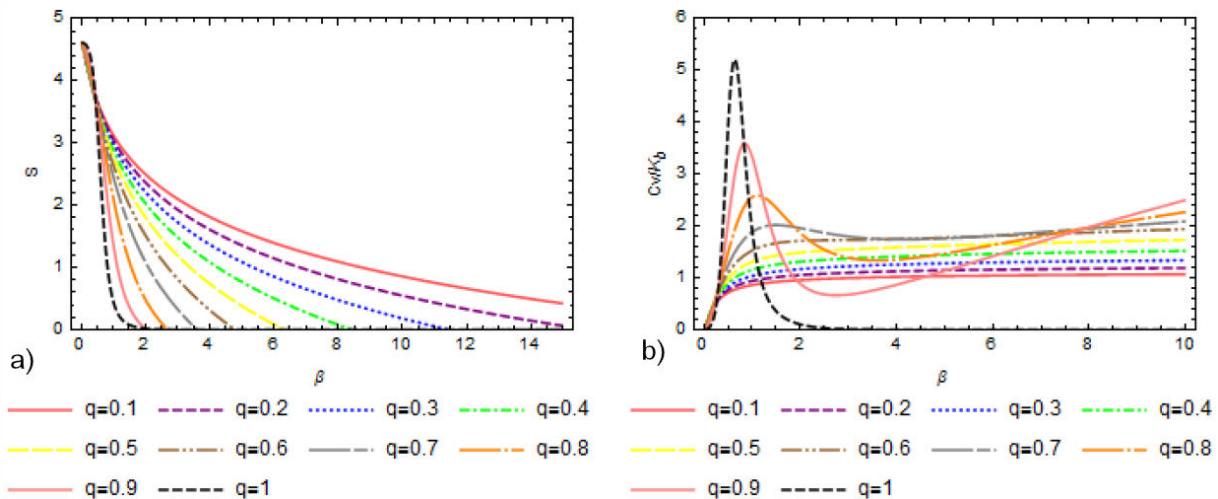 5
4
3
2
1
0
S
0 2 4 6 8 10 12 14
a)
β
6
5
4
3
2
1
0
Cv/K_b
0 2 4 6 8 10
b)
β
q=0.1 q=0.2 q=0.3 q=0.4
q=0.5 q=0.6 q=0.7 q=0.8
q=0.9 q=1
q=0.1 q=0.2 q=0.3 q=0.4
q=0.5 q=0.6 q=0.7 q=0.8
q=0.9 q=1